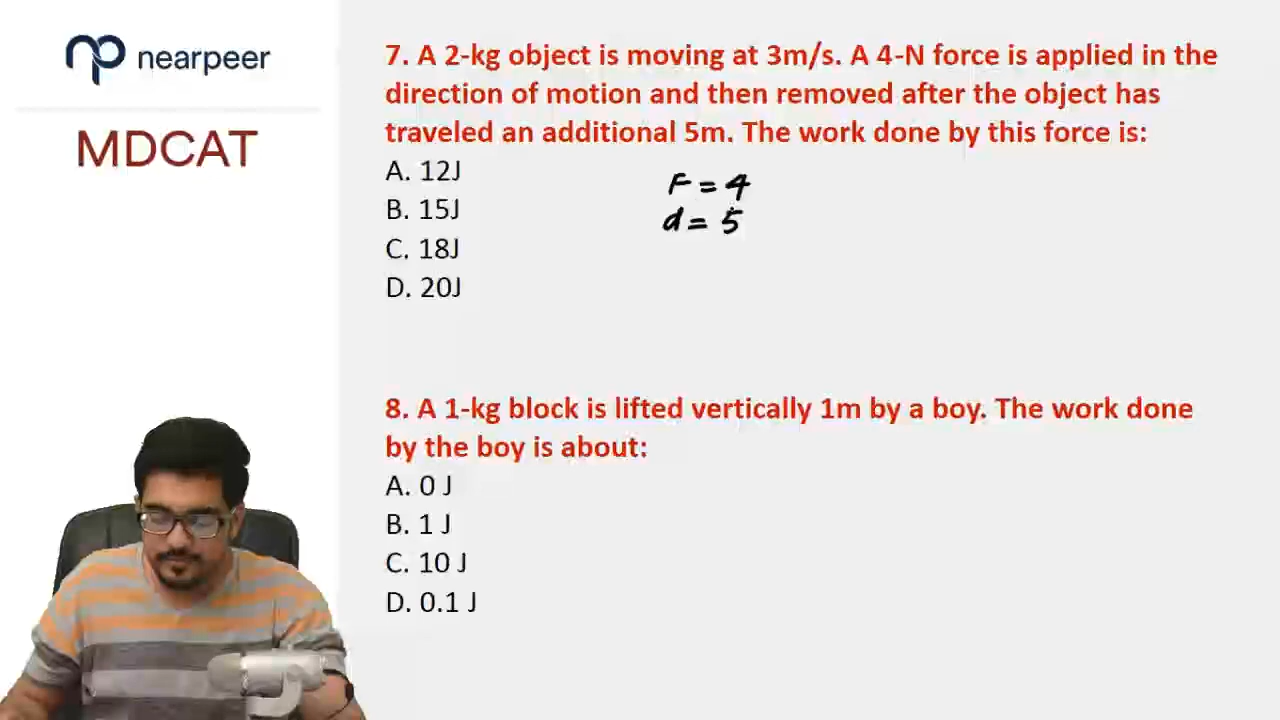 nearpeer
MDCAT
7. A 2-kg object is moving at 3m/s. A 4-N force is applied in the
direction of motion and then removed after the object has
traveled an additional 5m. The work done by this force is:
A. 12J
B. 15J
C. 18J
D. 20J
F = 4
d = 5
8. A 1-kg block is lifted vertically 1m by a boy. The work done
by the boy is about:
A. 0 J
B. 1 J
C. 10 J
D. 0.1 J